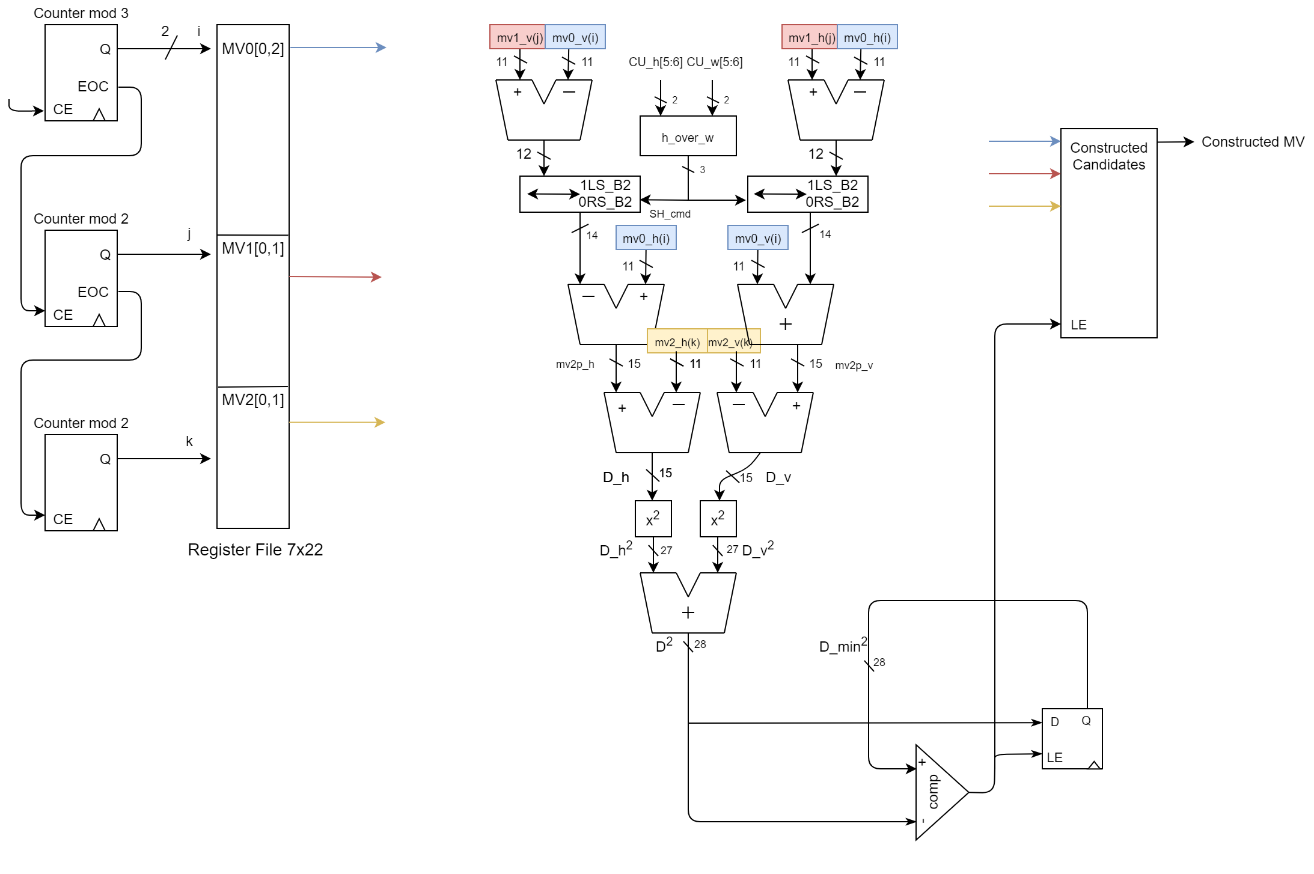 Counter mod 3
Q
EOC
CE
2
i
Counter mod 2
Q
EOC
CE
j
Counter mod 2
Q
CE
k
MV0[0,2]
MV1[0,1]
MV2[0,1]
Register File 7x22
mv1_v(j)
mv0_v(i)
11
11
+
—
12
CU_h[5:6]
CU_w[5:6]
2
2
h_over_w
3
SH_cmd
mv1_h(j)
mv0_h(i)
11
11
+
—
12
1LS_B2
0RS_B2
1LS_B2
0RS_B2
14
mv0_h(i)
11
mv0_v(i)
11
14
—
+
+
mv2_h(k)
mv2_v(k)
mv2p_h
15
11
11
15
mv2p_v
+
—
—
+
D_h
15
15
D_v
x²
x²
D_h²
27
27
D_v²
+
D²
28
D_min²
28
+
-
comp
D
Q
LE
Constructed
Candidates
LE
Constructed MV